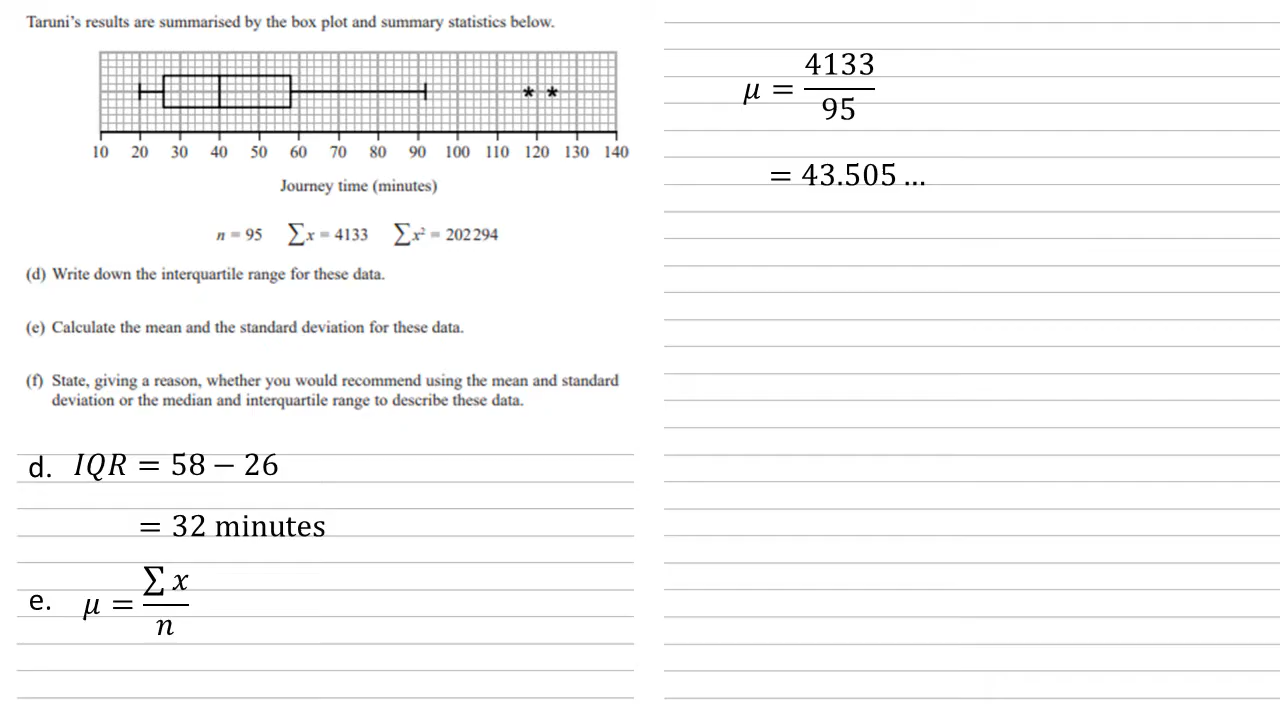 Taruni's results are summarised by the box plot and summary statistics below.
* *
10 20 30 40 50 60 70 80 90 100 110 120 130 140
Journey time (minutes)
n = 95 ∑x = 4133 ∑x² = 202294
(d) Write down the interquartile range for these data.
(e) Calculate the mean and the standard deviation for these data.
(f) State, giving a reason, whether you would recommend using the mean and standard
deviation or the median and interquartile range to describe these data.
d. IQR = 58 − 26
= 32 minutes
e. μ = ∑x / n
μ = 4133 / 95
= 43.505 ...